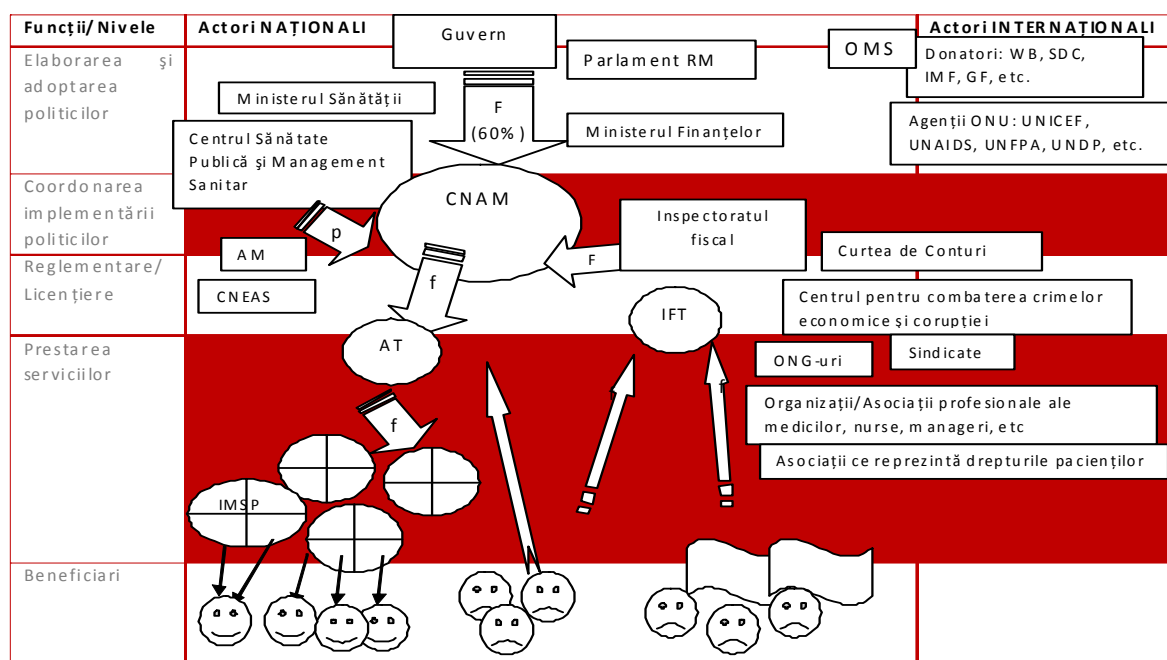 Funcții/Nivele
Actori NAȚIONALI
Actori INTERNAȚIONALI
Elaborarea și
adoptarea
politicilor
Guvern
Parlament RM
OMS
Donatori: WB, SDC,
IMF, GF, etc.
Ministerul Sănătății
F
(60%)
Ministerul Finanțelor
Agenții ONU: UNICEF,
UNAIDS, UNFPA, UNDP, etc.
Centrul Sănătate
Publică și Management
Sanitar
Coordonarea
implementării
politicilor
CNAM
p
Inspectoratul
fiscal
F
AM
Curtea de Conturi
Reglementare/
Licențiere
CNEAS
f
IFT
Centrul pentru combaterea crimelor
economice și corupției
Prestarea
serviciilor
AT
ONG-uri
Sindicate
f
f
Organizații/Asociații profesionale ale
medicilor, nurse, manageri, etc
Asociații ce reprezintă drepturile pacienților
IMSP
Beneficiari